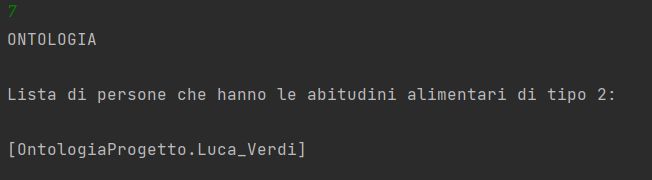 7
ONTOLOGIA
Lista di persone che hanno le abitudini alimentari di tipo 2:
[OntologiaProgetto.Luca_Verdi]